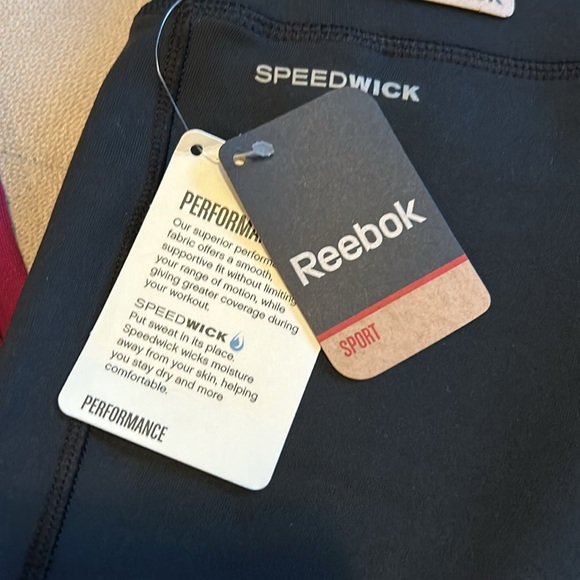 SPEEDWICK
Reebok
SPORT
Our superior
fabric offers a smooth,
supportive fit without limiting
your range of motion, while
giving greater coverage during
your workout.
SPEEDWICK
Put sweat in its place.
Speedwick wicks moisture
away from your skin, helping
you stay dry and more
comfortable.
PERFORMANCE